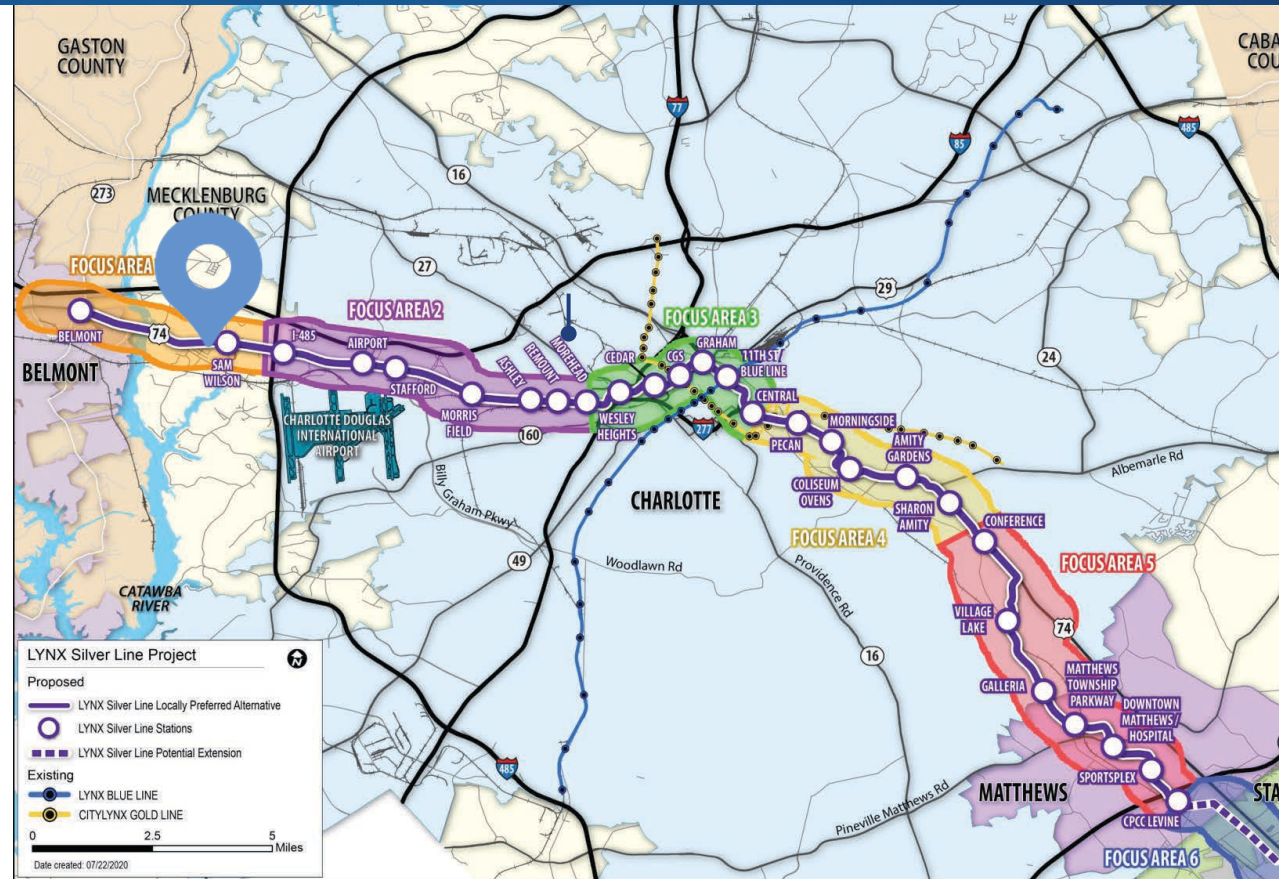 GASTON
COUNTY
CABA
COU
77
485
85
16
273
MECKLENBURG
COUNTY
27
29
FOCUS AREA
FOCUS AREA 2
FOCUS AREA 3
24
74
BELMONT
SAM
WILSON
I-485
AIRPORT
STAFFORD
MORRIS
FIELD
ASHLEY
REMOUNT
MOREHEAD
CEDAR
CGS
GRAHAM
11TH ST/
BLUE LINE
WESLEY
HEIGHTS
CENTRAL
BELMONT
CHARLOTTE DOUGLAS
INTERNATIONAL
AIRPORT
160
277
PECAN
MORNINGSIDE
AMITY
GARDENS
COLISEUM
OVENS
SHARON
AMITY
Albemarle Rd
Billy Graham Pkwy
CHARLOTTE
CONFERENCE
FOCUS AREA 4
FOCUS AREA 5
49
Woodlawn Rd
Providence Rd
CATAWBA
RIVER
VILLAGE
LAKE
74
16
GALLERIA
MATTHEWS
TOWNSHIP
PARKWAY
DOWNTOWN
MATTHEWS /
HOSPITAL
485
SPORTSPLEX
MATTHEWS
STA
CPCC LEVINE
Pineville Matthews Rd
FOCUS AREA 6
LYNX Silver Line Project
N
Proposed
LYNX Silver Line Locally Preferred Alternative
LYNX Silver Line Stations
LYNX Silver Line Potential Extension
Existing
LYNX BLUE LINE
CITYLYNX GOLD LINE
0 2.5 5
Miles
Date created: 07/22/2020